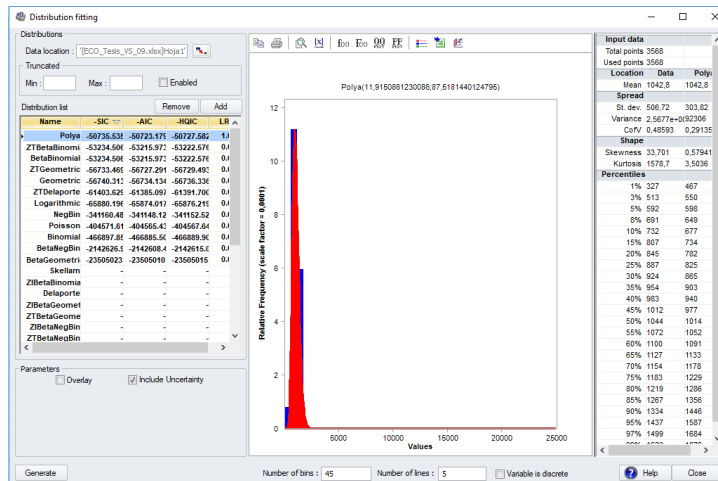 Distribution fitting
Distributions
Data location : '[ECO_Tesis_YS_09.xlsx]Hoja1'
Truncated
Min : Max : Enabled
Distribution list Remove Add
Name -SIC -AIC -HQIC LR
Polya -50735.535 -50723.179 -50727.582
ZTBetaBinomi -53234.506 -53215.973 -53222.576
BetaBinomial -53234.506 -53215.973 -53222.576
ZTGeometric -56733.469 -56727.291 -56729.493
Geometric -56740.313 -56734.134 -56736.336
ZTDelaporte -61403.629 -61385.097 -61391.700
Logarithmic -65880.196 -65874.017 -65876.219
NegBin -341160.48 -341148.12 -341152.52
Poisson -404571.61 -404565.43 -404567.64
Binomial -466897.85 -466885.50 -466889.90
BetaNegBin -2142626.9 -2142608.4 -2142615.0
BetaGeometri -23505023 -23505010 -23505015
Skellam - - -
ZIBetaBinomia - - -
Delaporte - - -
ZIBetaGeomet - - -
ZTBetaGeome - - -
ZIBetaNegBin - - -
ZTBetaNegBin - - -
Parameters
Overlay Include Uncertainty
Generate
Polya(11,9150861230086;87,5181440124795)
Relative Frequency (scale factor = 0,0001)
12
10
8
6
4
2
0
5000 10000 15000 20000 25000
Values
Number of bins : 45 Number of lines : 5 Variable is discrete
Input data
Total points 3568
Used points 3568
Location Data Polya
Mean 1042,8 1042,8
Spread
St. dev. 506,72 303,82
Variance 2,5677e+00 92306
CofV 0,48593 0,29135
Shape
Skewness 33,701 0,57941
Kurtosis 1578,7 3,5036
Percentiles
1% 327 467
3% 513 550
5% 592 598
8% 691 649
10% 732 677
15% 807 734
20% 845 782
25% 887 825
30% 924 865
35% 954 903
40% 983 940
45% 1012 977
50% 1044 1014
55% 1072 1052
60% 1100 1091
65% 1127 1133
70% 1154 1178
75% 1183 1229
80% 1219 1286
85% 1267 1356
90% 1334 1446
95% 1437 1587
97% 1499 1684
Help Close